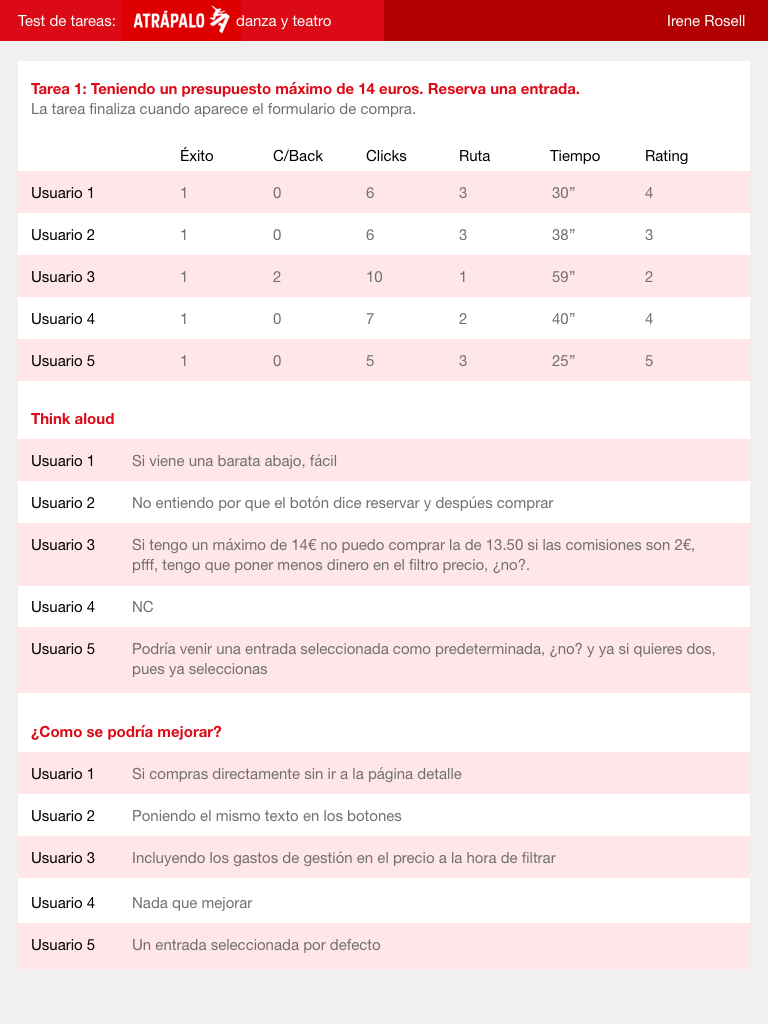 Test de tareas: ATRÁPALO danza y teatro Irene Rosell
Tarea 1: Teniendo un presupuesto máximo de 14 euros. Reserva una entrada.
La tarea finaliza cuando aparece el formulario de compra.
Éxito C/Back Clicks Ruta Tiempo Rating
Usuario 1 1 0 6 3 30” 4
Usuario 2 1 0 6 3 38” 3
Usuario 3 1 2 10 1 59” 2
Usuario 4 1 0 7 2 40” 4
Usuario 5 1 0 5 3 25” 5
Think aloud
Usuario 1 Si viene una barata abajo, fácil
Usuario 2 No entiendo por que el botón dice reservar y despúes comprar
Usuario 3 Si tengo un máximo de 14€ no puedo comprar la de 13.50 si las comisiones son 2€,
pfff, tengo que poner menos dinero en el filtro precio, ¿no?.
Usuario 4 NC
Usuario 5 Podría venir una entrada seleccionada como predeterminada, ¿no? y ya si quieres dos,
pues ya seleccionas
¿Como se podría mejorar?
Usuario 1 Si compras directamente sin ir a la página detalle
Usuario 2 Poniendo el mismo texto en los botones
Usuario 3 Incluyendo los gastos de gestión en el precio a la hora de filtrar
Usuario 4 Nada que mejorar
Usuario 5 Un entrada seleccionada por defecto